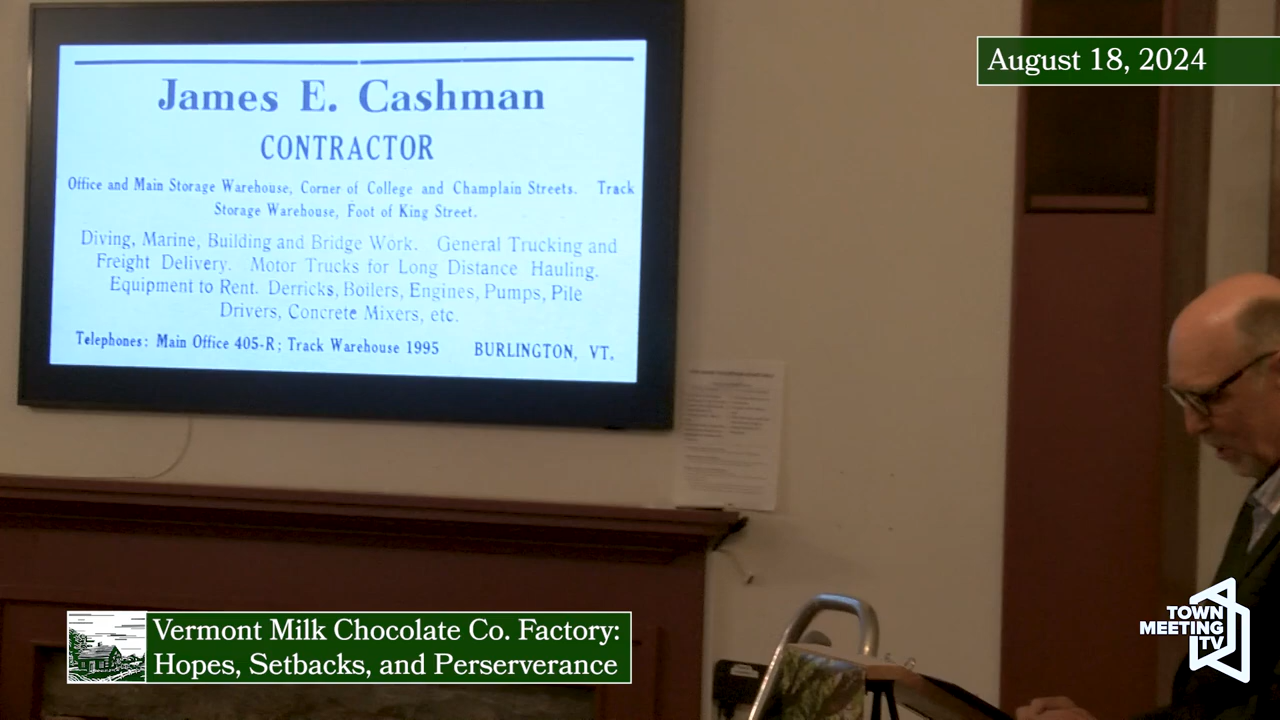 August 18, 2024
James E. Cashman
CONTRACTOR
Office and Main Storage Warehouse, Corner of College and Champlain Streets. Track
Storage Warehouse, Foot of King Street.
Diving, Marine, Building and Bridge Work. General Trucking and
Freight Delivery. Motor Trucks for Long Distance Hauling.
Equipment to Rent. Derricks, Boilers, Engines, Pumps, Pile
Drivers, Concrete Mixers, etc.
Telephones: Main Office 405-R; Track Warehouse 1995 BURLINGTON, VT.
Vermont Milk Chocolate Co. Factory:
Hopes, Setbacks, and Perserverance
TOWN
MEETING
TV